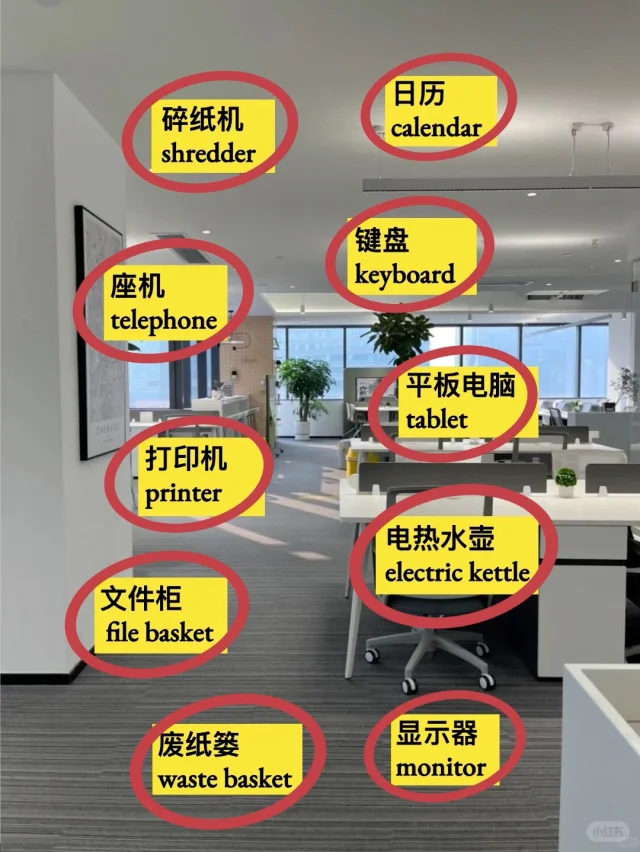 碎纸机
shredder
日历
calendar
座机
telephone
键盘
keyboard
平板电脑
tablet
打印机
printer
电热水壶
electric kettle
文件柜
file basket
废纸篓
waste basket
显示器
monitor
小红书